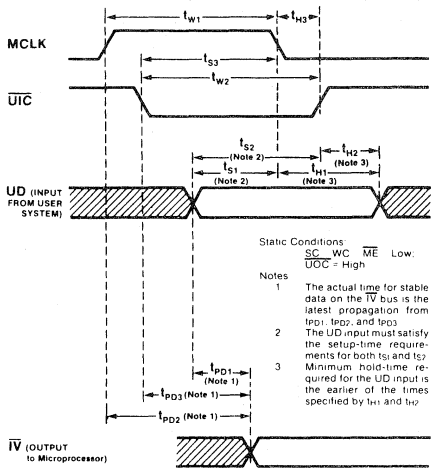 tW1
tH3
MCLK
tS3
tW2
UIC
tS2
(Note 2)
tH2
(Note 3)
tS1
(Note 2)
tH1
(Note 3)
UD (INPUT
FROM USER
SYSTEM)
Static Conditions:
SC WC ME Low:
UOC = High
Notes
1 The actual time for stable
data on the IV bus is the
latest propagation from
tPD1, tPD2, and tPD3
2 The UD input must satisfy
the setup-time require-
ments for both tS1 and tS2
3 Minimum hold-time re-
quired for the UD input is
the earlier of the times
specified by tH1 and tH2
tPD1
(Note 1)
tPD3 (Note 1)
tPD2 (Note 1)
IV (OUTPUT
to Microprocessor)